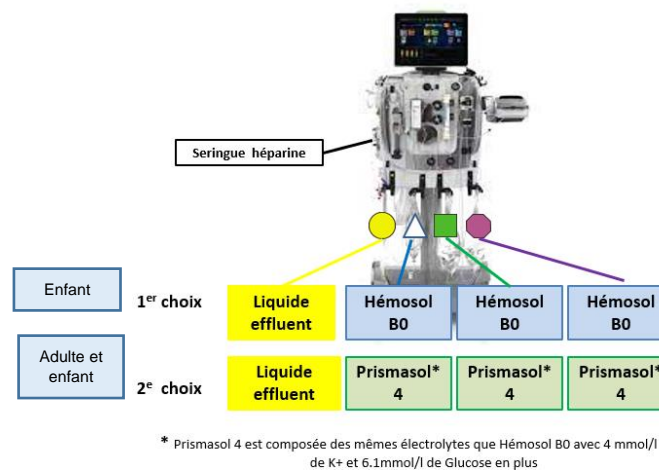 Seringue héparine
Enfant
1er choix
Liquide
effluent
Hémosol
B0
Hémosol
B0
Hémosol
B0
Adulte et
enfant
2e choix
Liquide
effluent
Prismasol*
4
Prismasol*
4
Prismasol*
4
* Prismasol 4 est composée des mêmes électrolytes que Hémosol B0 avec 4 mmol/l
de K+ et 6.1mmol/l de Glucose en plus